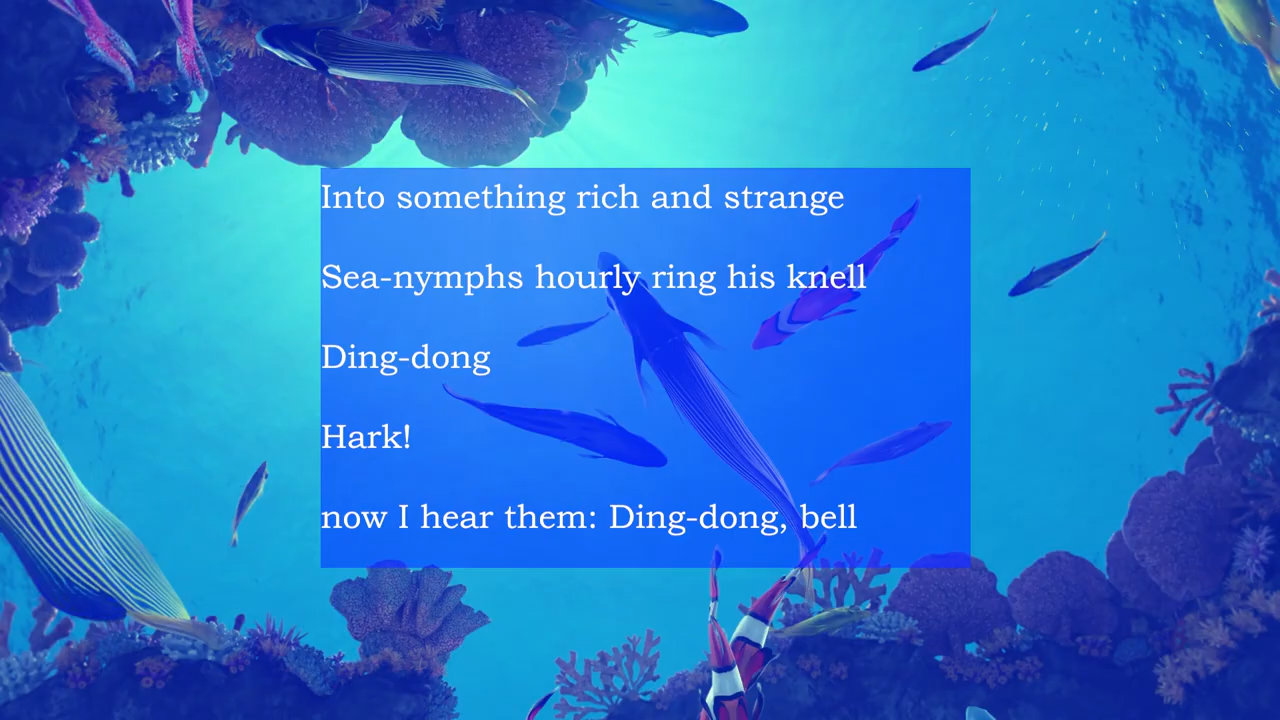 Into something rich and strange
Sea-nymphs hourly ring his knell
Ding-dong
Hark!
now I hear them: Ding-dong, bell